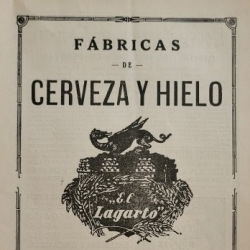 FÁBRICAS
— DE —
CERVEZA Y HIELO
„El
Lagarto"